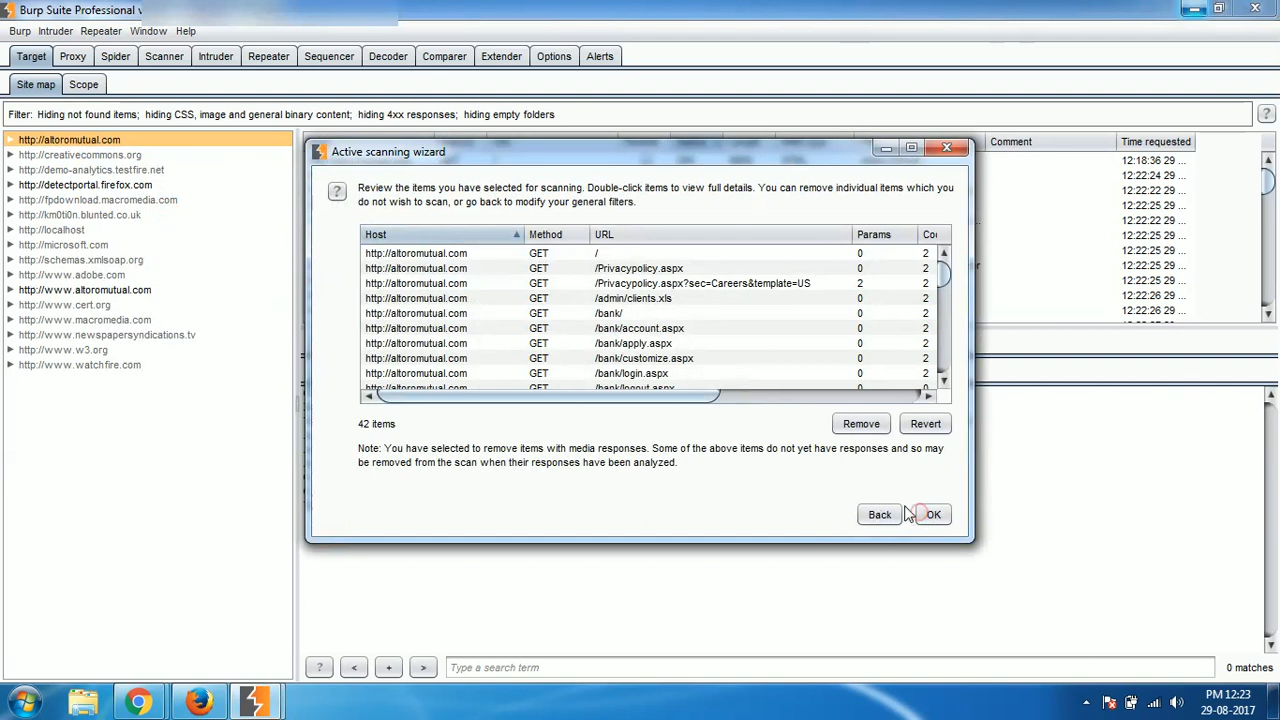 Burp Suite Professional v
Burp Intruder Repeater Window Help
Target Proxy Spider Scanner Intruder Repeater Sequencer Decoder Comparer Extender Options Alerts
Site map Scope
Filter: Hiding not found items; hiding CSS, image and general binary content; hiding 4xx responses; hiding empty folders
?
http://altoromutual.com
http://creativecommons.org
http://demo-analytics.testfire.net
http://detectportal.firefox.com
http://fpdownload.macromedia.com
http://km0ti0n.blunted.co.uk
http://localhost
http://microsoft.com
http://schemas.xmlsoap.org
http://www.adobe.com
http://www.altoromutual.com
http://www.cert.org
http://www.macromedia.com
http://www.newspapersyndications.tv
http://www.w3.org
http://www.watchfire.com
Comment Time requested
12:18:36 29 ...
12:22:24 29 ...
12:22:22 29 ...
12:22:22 29 ...
12:22:22 29 ...
12:22:25 29 ...
12:22:25 29 ...
12:22:26 29 ...
12:22:26 29 ...
12:22:26 29 ...
Active scanning wizard
?
Review the items you have selected for scanning. Double-click items to view full details. You can remove individual items which you
do not wish to scan, or go back to modify your general filters.
Host Method URL Params Co
http://altoromutual.com GET / 0 2
http://altoromutual.com GET /Privacypolicy.aspx 0 2
http://altoromutual.com GET /Privacypolicy.aspx?sec=Careers&template=US 2 2
http://altoromutual.com GET /admin/clients.xls 0 2
http://altoromutual.com GET /bank/ 0 2
http://altoromutual.com GET /bank/account.aspx 0 2
http://altoromutual.com GET /bank/apply.aspx 0 2
http://altoromutual.com GET /bank/customize.aspx 0 2
http://altoromutual.com GET /bank/login.aspx 0 2
http://altoromutual.com GET /bank/logout.aspx 0
42 items
Remove Revert
Note: You have selected to remove items with media responses. Some of the above items do not yet have responses and so may
be removed from the scan when their responses have been analyzed.
Back OK
? < + > Type a search term 0 matches
PM 12:23
29-08-2017